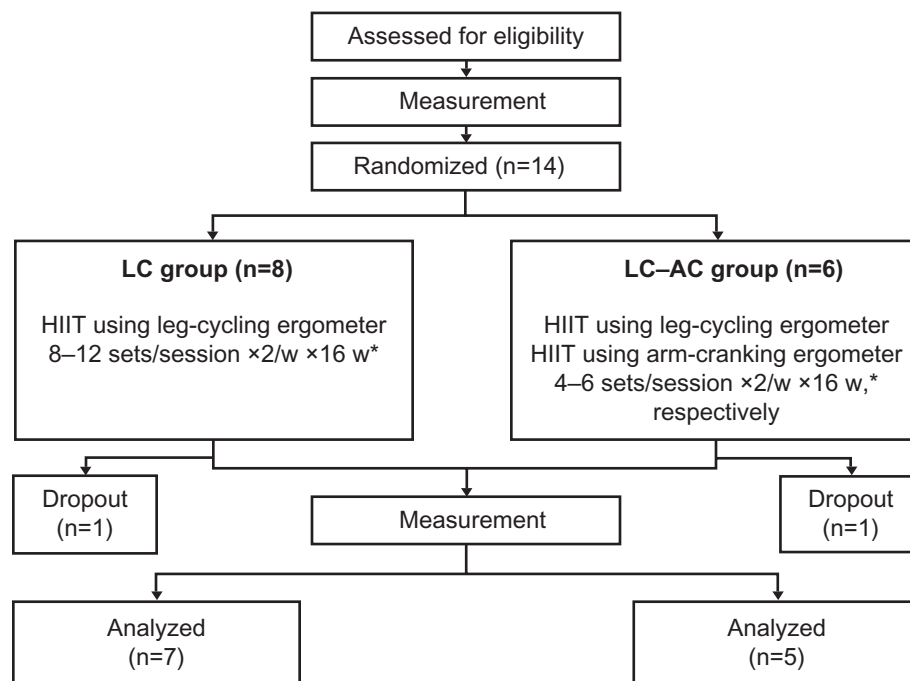 Assessed for eligibility
Measurement
Randomized (n=14)
LC group (n=8)
HIIT using leg-cycling ergometer
8–12 sets/session ×2/w ×16 w*
LC–AC group (n=6)
HIIT using leg-cycling ergometer
HIIT using arm-cranking ergometer
4–6 sets/session ×2/w ×16 w,*
respectively
Dropout
(n=1)
Measurement
Dropout
(n=1)
Analyzed
(n=7)
Analyzed
(n=5)